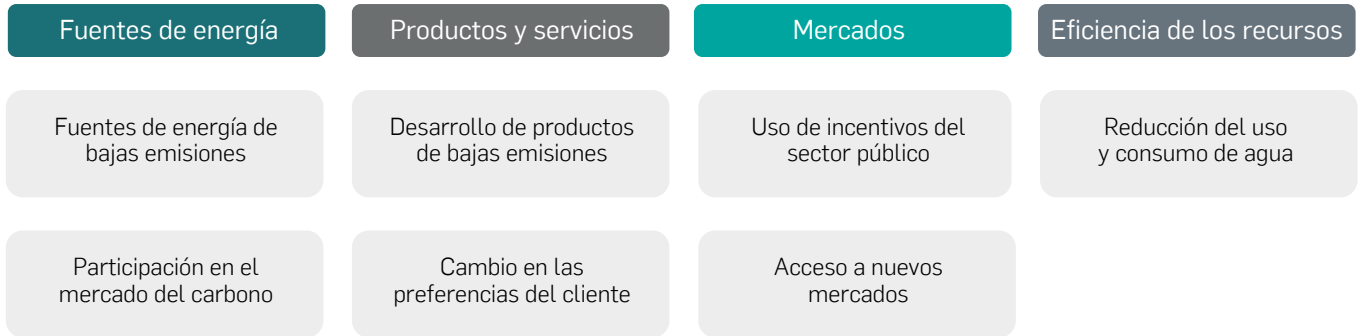 Fuentes de energía
Productos y servicios
Mercados
Eficiencia de los recursos
Fuentes de energía de
bajas emisiones
Desarrollo de productos
de bajas emisiones
Uso de incentivos del
sector público
Reducción del uso
y consumo de agua
Participación en el
mercado del carbono
Cambio en las
preferencias del cliente
Acceso a nuevos
mercados